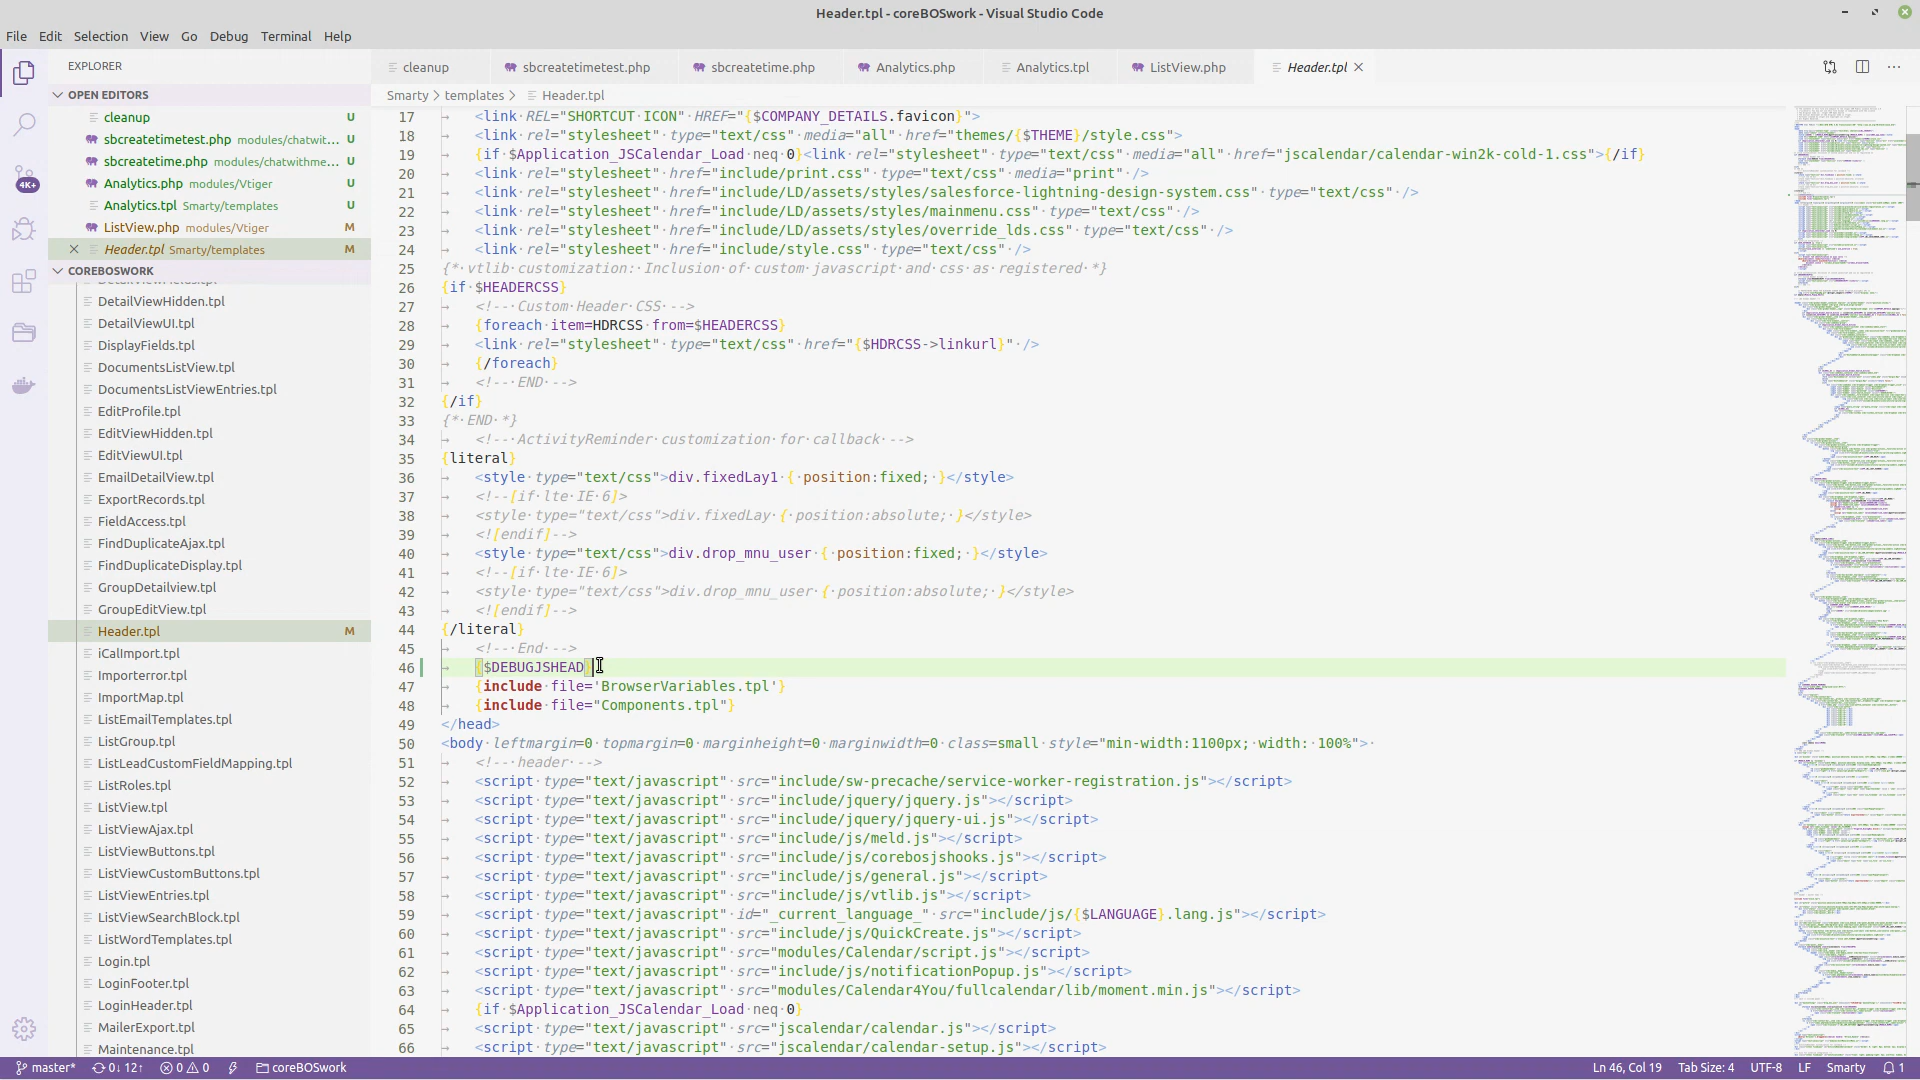 Header.tpl - coreBOSwork - Visual Studio Code
File Edit Selection View Go Debug Terminal Help
EXPLORER
OPEN EDITORS
cleanup U
sbcreatetimetest.php modules/chatwit... U
sbcreatetime.php modules/chatwithme... U
Analytics.php modules/Vtiger U
Analytics.tpl Smarty/templates U
ListView.php modules/Vtiger M
Header.tpl Smarty/templates M
COREBOSWORK
DetailViewHidden.tpl
DetailViewUI.tpl
DisplayFields.tpl
DocumentsListView.tpl
DocumentsListViewEntries.tpl
EditProfile.tpl
EditViewHidden.tpl
EditViewUI.tpl
EmailDetailView.tpl
ExportRecords.tpl
FieldAccess.tpl
FindDuplicateAjax.tpl
FindDuplicateDisplay.tpl
GroupDetailview.tpl
GroupEditView.tpl
Header.tpl M
iCalImport.tpl
Importerror.tpl
ImportMap.tpl
ListEmailTemplates.tpl
ListGroup.tpl
ListLeadCustomFieldMapping.tpl
ListRoles.tpl
ListView.tpl
ListViewAjax.tpl
ListViewButtons.tpl
ListViewCustomButtons.tpl
ListViewEntries.tpl
ListViewSearchBlock.tpl
ListWordTemplates.tpl
Login.tpl
LoginFooter.tpl
LoginHeader.tpl
MailerExport.tpl
Maintenance.tpl
4K+
cleanup sbcreatetimetest.php sbcreatetime.php Analytics.php Analytics.tpl ListView.php Header.tpl
Smarty > templates > Header.tpl
17 <link REL="SHORTCUT ICON" HREF="{$COMPANY_DETAILS.favicon}">
18 <link rel="stylesheet" type="text/css" media="all" href="themes/{$THEME}/style.css">
19 {if $Application_JSCalendar_Load neq 0}<link rel="stylesheet" type="text/css" media="all" href="jscalendar/calendar-win2k-cold-1.css">{/if}
20 <link rel="stylesheet" href="include/print.css" type="text/css" media="print" />
21 <link rel="stylesheet" href="include/LD/assets/styles/salesforce-lightning-design-system.css" type="text/css" />
22 <link rel="stylesheet" href="include/LD/assets/styles/mainmenu.css" type="text/css" />
23 <link rel="stylesheet" href="include/LD/assets/styles/override_lds.css" type="text/css" />
24 <link rel="stylesheet" href="include/style.css" type="text/css" />
25 {* vtlib customization: Inclusion of custom javascript and css as registered *}
26 {if $HEADERCSS}
27 <!-- Custom Header CSS -->
28 {foreach item=HDRCSS from=$HEADERCSS}
29 <link rel="stylesheet" type="text/css" href="{$HDRCSS->linkurl}" />
30 {/foreach}
31 <!-- END -->
32 {/if}
33 {* END *}
34 <!-- ActivityReminder customization for callback -->
35 {literal}
36 <style type="text/css">div.fixedLay1 { position:fixed; }</style>
37 <!--[if lte IE 6]>
38 <style type="text/css">div.fixedLay { position:absolute; }</style>
39 <![endif]-->
40 <style type="text/css">div.drop_mnu_user { position:fixed; }</style>
41 <!--[if lte IE 6]>
42 <style type="text/css">div.drop_mnu_user { position:absolute; }</style>
43 <![endif]-->
44 {/literal}
45 <!-- End -->
46 {$DEBUGJSHEAD}
47 {include file='BrowserVariables.tpl'}
48 {include file="Components.tpl"}
49 </head>
50 <body leftmargin=0 topmargin=0 marginheight=0 marginwidth=0 class=small style="min-width:1100px; width: 100%">
51 <!-- header -->
52 <script type="text/javascript" src="include/sw-precache/service-worker-registration.js"></script>
53 <script type="text/javascript" src="include/jquery/jquery.js"></script>
54 <script type="text/javascript" src="include/jquery/jquery-ui.js"></script>
55 <script type="text/javascript" src="include/js/meld.js"></script>
56 <script type="text/javascript" src="include/js/corebosjshooks.js"></script>
57 <script type="text/javascript" src="include/js/general.js"></script>
58 <script type="text/javascript" src="include/js/vtlib.js"></script>
59 <script type="text/javascript" id="_current_language_" src="include/js/{$LANGUAGE}.lang.js"></script>
60 <script type="text/javascript" src="include/js/QuickCreate.js"></script>
61 <script type="text/javascript" src="modules/Calendar/script.js"></script>
62 <script type="text/javascript" src="include/js/notificationPopup.js"></script>
63 <script type="text/javascript" src="modules/Calendar4You/fullcalendar/lib/moment.min.js"></script>
64 {if $Application_JSCalendar_Load neq 0}
65 <script type="text/javascript" src="jscalendar/calendar.js"></script>
66 <script type="text/javascript" src="jscalendar/calendar-setup.js"></script>
master* 0↓ 12↑ 0 0 coreBOSwork Ln 46, Col 19 Tab Size: 4 UTF-8 LF Smarty 1